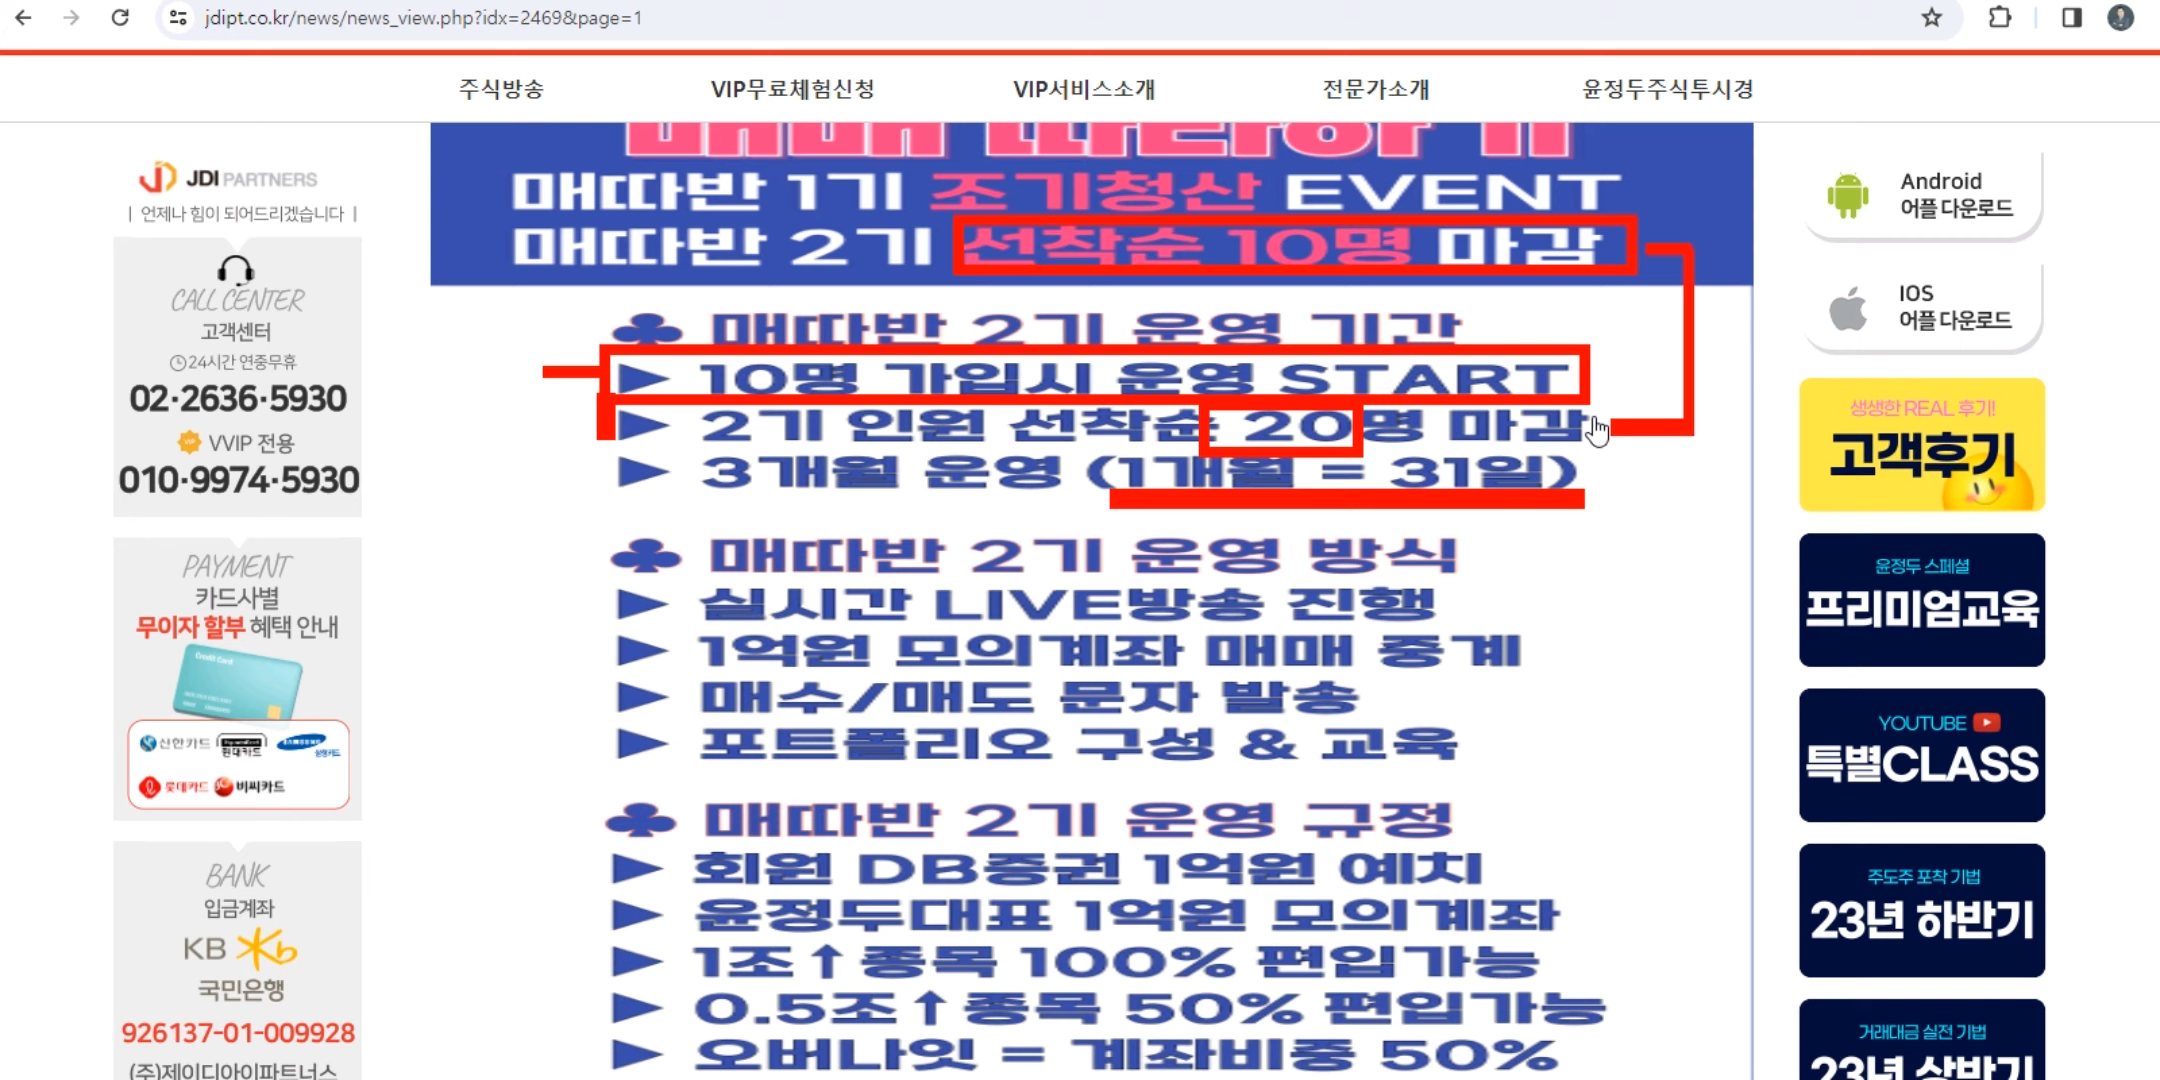 jdipt.co.kr/news/news_view.php?idx=2469&page=1
주식방송
VIP무료체험신청
VIP서비스소개
전문가소개
윤정두주식투시경
JDI PARTNERS
| 언제나 힘이 되어드리겠습니다 |
CALL CENTER
고객센터
24시간 연중무휴
02·2636·5930
VIP VVIP 전용
010·9974·5930
PAYMENT
카드사별
무이자 할부 혜택 안내
Credit Card
신한카드
현대카드
롯데카드
비씨카드
BANK
입금계좌
KB
국민은행
926137-01-009928
(주)제이디아이파트너스
매매 따라하기
매따반 1기 조기청산 EVENT
매따반 2기 선착순 10명 마감
♣ 매따반 2기 운영 기간
▶ 10명 가입시 운영 START
▶ 2기 인원 선착순 20명 마감
▶ 3개월 운영 (1개월 = 31일)
♣ 매따반 2기 운영 방식
▶ 실시간 LIVE방송 진행
▶ 1억원 모의계좌 매매 중계
▶ 매수/매도 문자 발송
▶ 포트폴리오 구성 & 교육
♣ 매따반 2기 운영 규정
▶ 회원 DB증권 1억원 예치
▶ 윤정두대표 1억원 모의계좌
▶ 1조↑종목 100% 편입가능
▶ 0.5조↑종목 50% 편입가능
▶ 오버나잇 = 계좌비중 50%
Android
어플 다운로드
IOS
어플 다운로드
생생한 REAL 후기!
고객후기
윤정두 스페셜
프리미엄교육
YOUTUBE
특별CLASS
주도주 포착 기법
23년 하반기
거래대금 실전 기법
23년 상반기